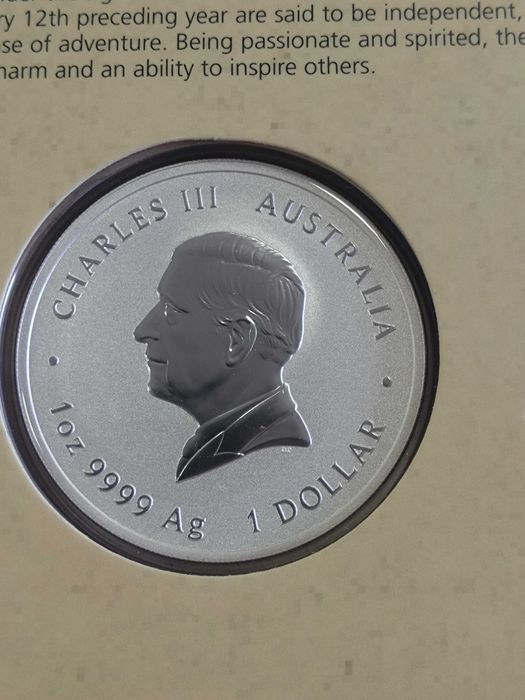 ry 12th preceding year are said to be independent,
se of adventure. Being passionate and spirited, the
harm and an ability to inspire others.
CHARLES III AUSTRALIA
1oz 9999 Ag 1 DOLLAR